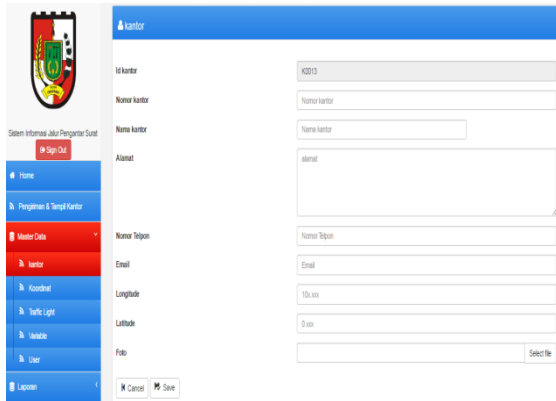 Sistem Informasi Jalur Pengantar Surat
Sign Out
Home
Pengiriman & Tampil Kantor
Master Data
kantor
Koordinat
Traffic Light
Variable
User
Laporan
kantor
Id kantor
K0013
Nomor kantor
Nomor kantor
Nama kantor
Nama kantor
Alamat
alamat
Nomor Telpon
Nomor Telpon
Email
Email
Longitude
10x.xxx
Latitude
0.xxx
Foto
Select file
Cancel
Save